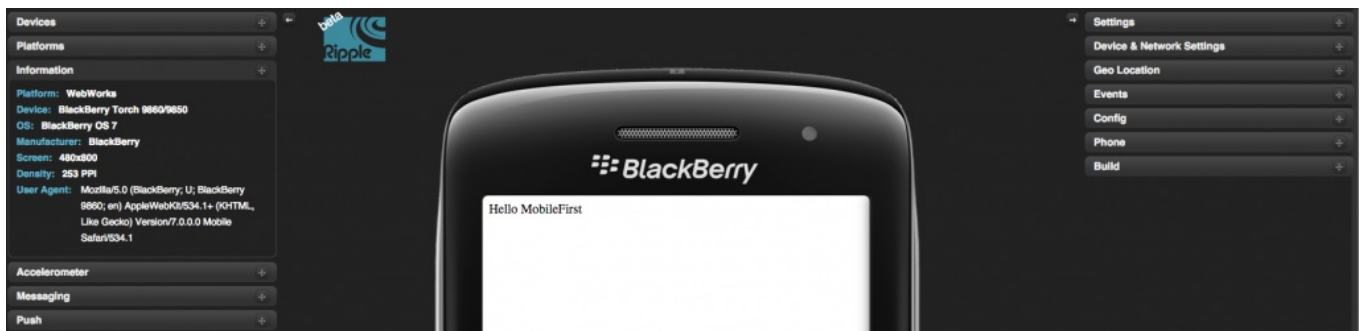 Devices
Platforms
Information
Platform: WebWorks
Device: BlackBerry Torch 9860/9850
OS: BlackBerry OS 7
Manufacturer: BlackBerry
Screen: 480x800
Density: 253 PPI
User Agent: Mozilla/5.0 (BlackBerry; U; BlackBerry
9860; en) AppleWebKit/534.1+ (KHTML,
Like Gecko) Version/7.0.0.0 Mobile
Safari/534.1
Accelerometer
Messaging
Push
beta
Ripple
BlackBerry
Hello MobileFirst
Settings
Device & Network Settings
Geo Location
Events
Config
Phone
Build